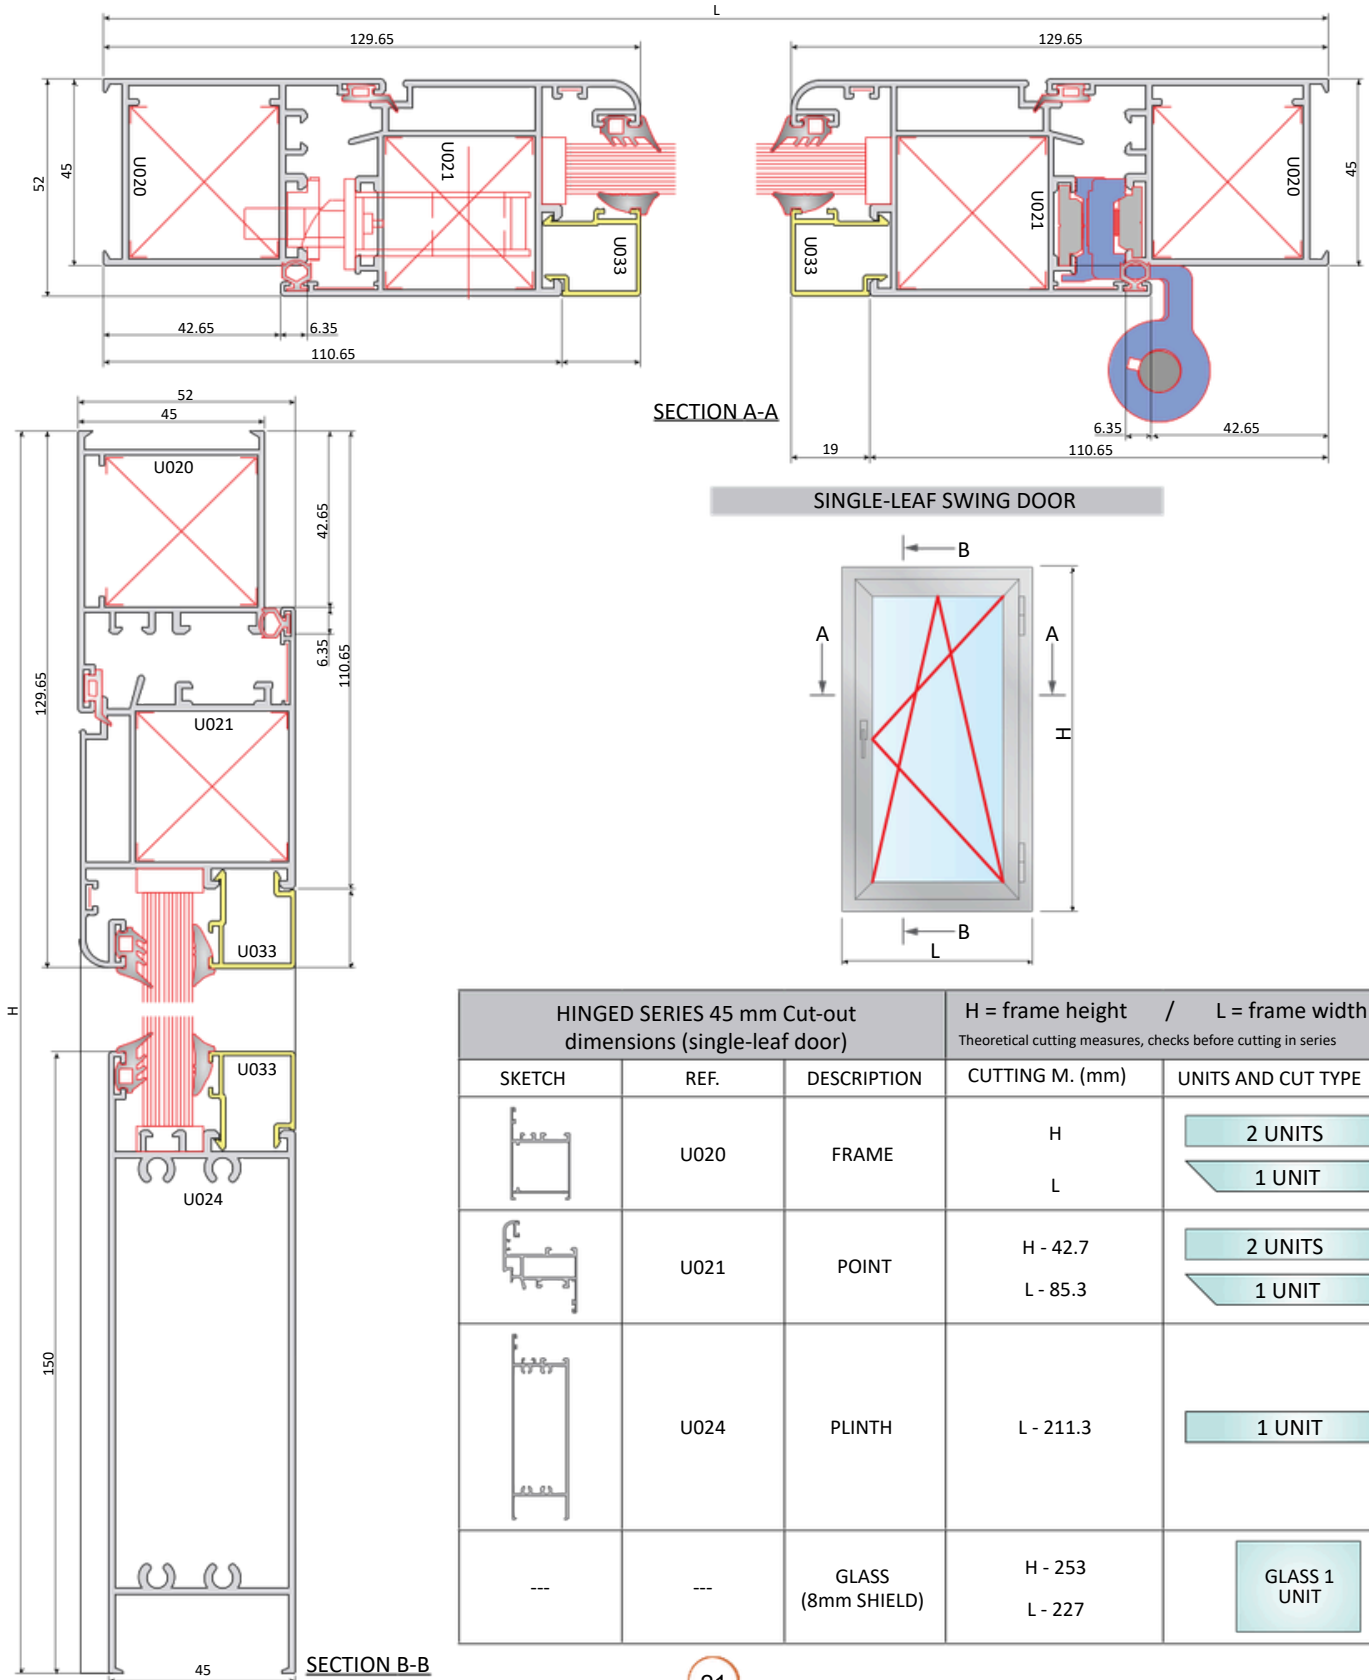 L
129.65
129.65
52
45
U020
U021
U033
U033
U021
U020
45
42.65
6.35
110.65
SECTION A-A
6.35
42.65
19
110.65
52
45
U020
42.65
6.35
110.65
129.65
U021
U033
H
U033
U024
150
45
SECTION B-B
SINGLE-LEAF SWING DOOR
B
A
A
H
B
L
HINGED SERIES 45 mm Cut-out
dimensions (single-leaf door)
H = frame height / L = frame width
Theoretical cutting measures, checks before cutting in series
SKETCH REF. DESCRIPTION CUTTING M. (mm) UNITS AND CUT TYPE
U020 FRAME
H
L
2 UNITS
1 UNIT
U021 POINT
H - 42.7
L - 85.3
2 UNITS
1 UNIT
U024 PLINTH L - 211.3 1 UNIT
--- ---
GLASS
(8mm SHIELD)
H - 253
L - 227
GLASS 1
UNIT